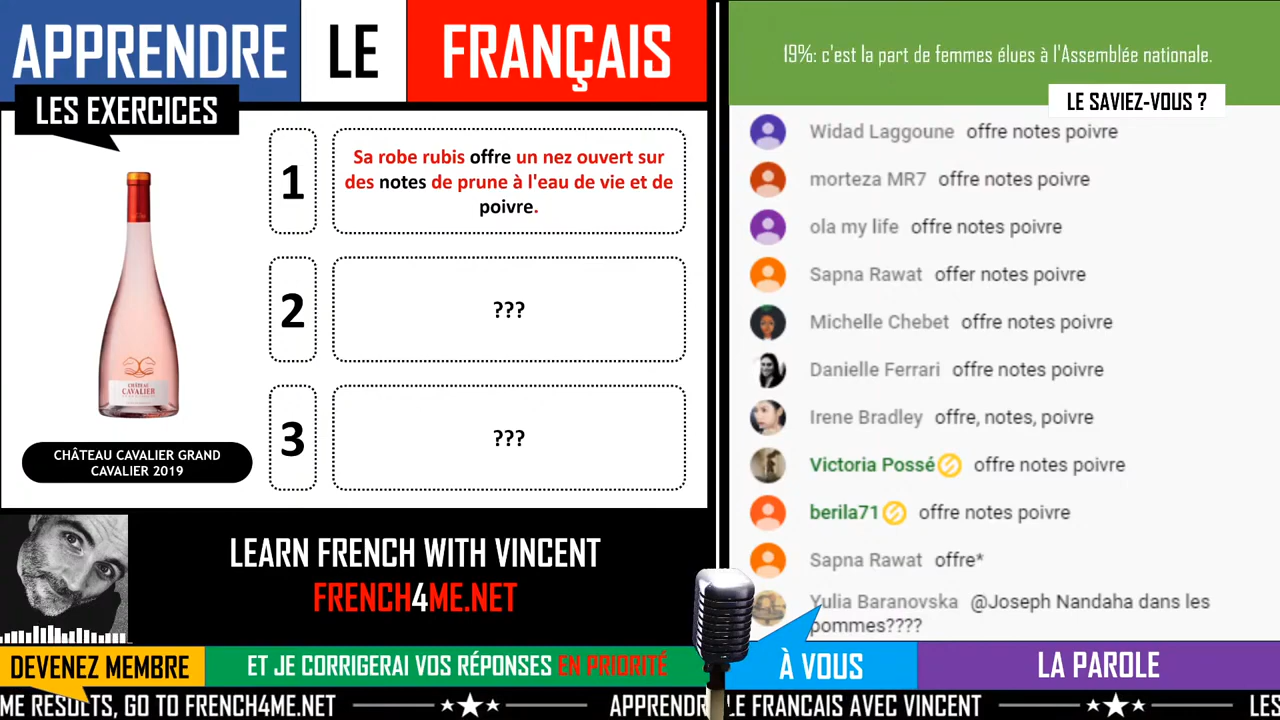 APPRENDRE LE FRANÇAIS
LES EXERCICES
CHÂTEAU
CAVALIER
CHÂTEAU CAVALIER GRAND
CAVALIER 2019
1
Sa robe rubis offre un nez ouvert sur
des notes de prune à l'eau de vie et de
poivre.
2
???
3
???
LEARN FRENCH WITH VINCENT
FRENCH4ME.NET
DEVENEZ MEMBRE
ET JE CORRIGERAI VOS RÉPONSES EN PRIORITÉ
19%: c'est la part de femmes élues à l'Assemblée nationale.
LE SAVIEZ-VOUS ?
Widad Laggoune offre notes poivre
morteza MR7 offre notes poivre
ola my life offre notes poivre
Sapna Rawat offer notes poivre
Michelle Chebet offre notes poivre
Danielle Ferrari offre notes poivre
Irene Bradley offre, notes, poivre
Victoria Possé offre notes poivre
berila71 offre notes poivre
Sapna Rawat offre*
Yulia Baranovska @Joseph Nandaha dans les
pommes????
À VOUS
LA PAROLE
ME RESULTS, GO TO FRENCH4ME.NET APPRENDRE LE FRANCAIS AVEC VINCENT LES